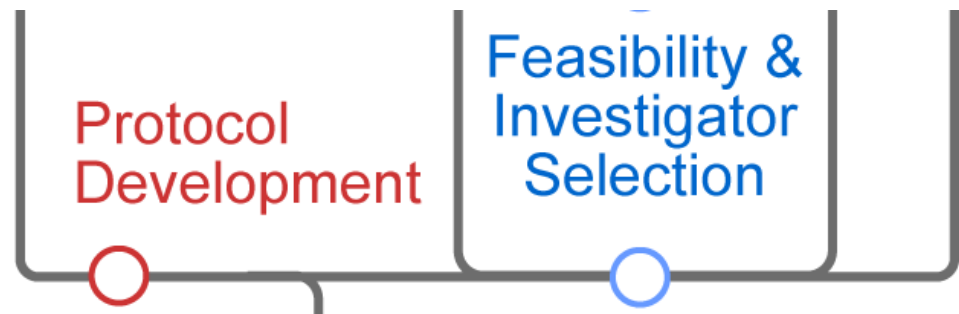 Protocol
Development
Feasibility &
Investigator
Selection